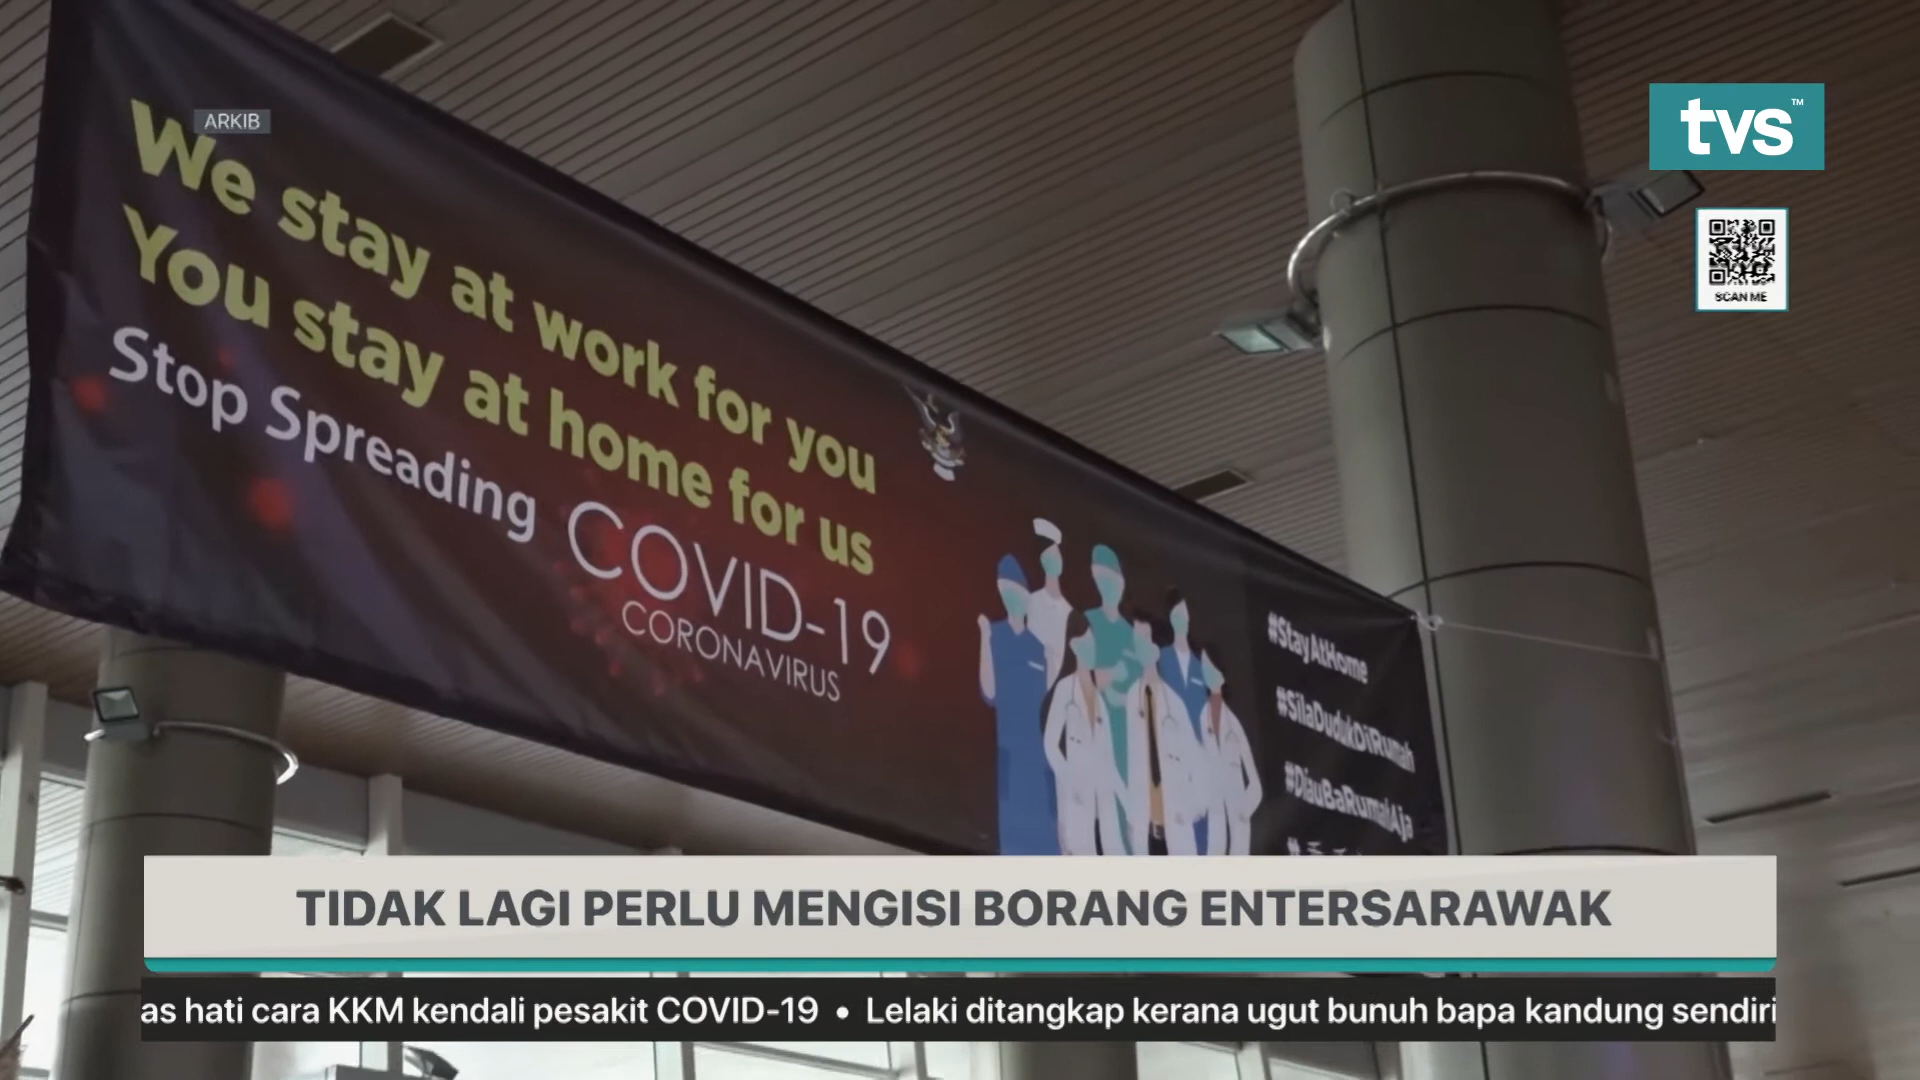 ARKIB
tvs™
SCAN ME
We stay at work for you
You stay at home for us
Stop Spreading COVID-19
CORONAVIRUS
#StayAtHome
#SilaDudukDiRumah
#DiauBaRumahAja
TIDAK LAGI PERLU MENGISI BORANG ENTERSARAWAK
as hati cara KKM kendali pesakit COVID-19 • Lelaki ditangkap kerana ugut bunuh bapa kandung sendiri